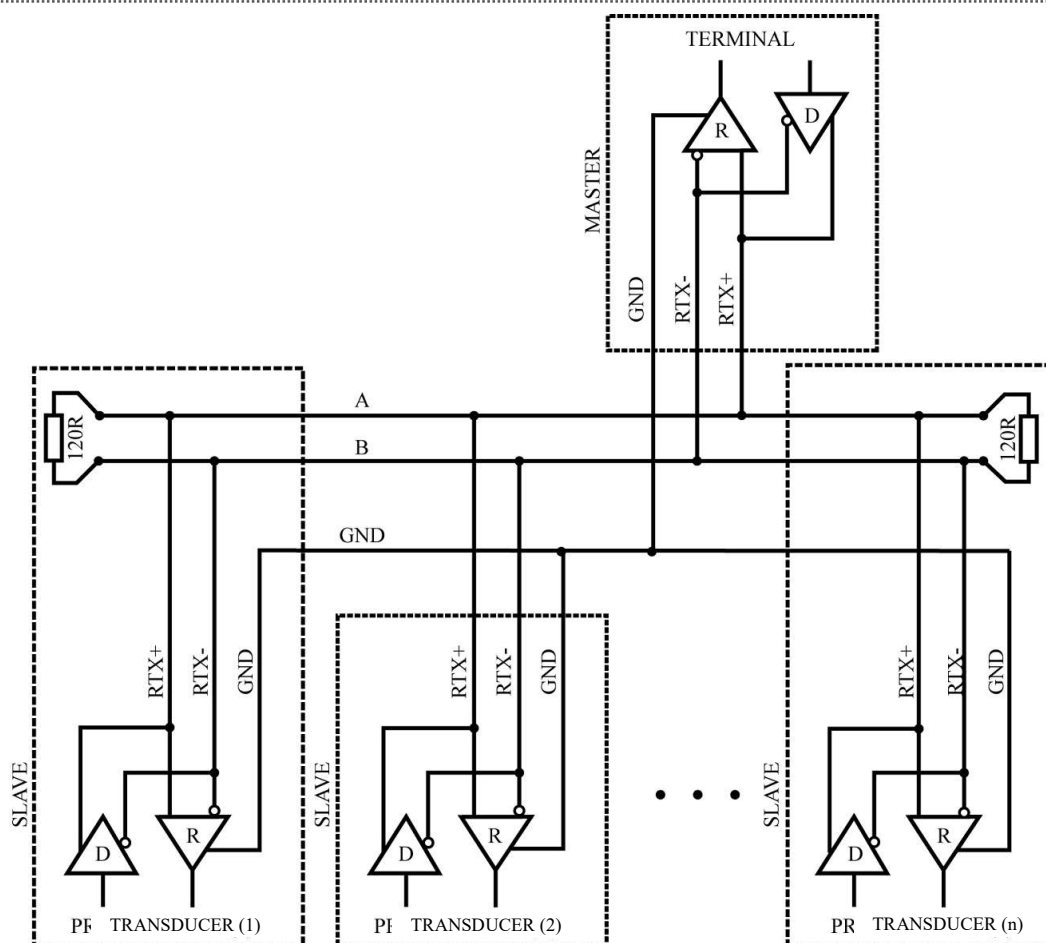 TERMINAL
D
R
MASTER
GND
RTX-
RTX+
A
120R
120R
B
GND
RTX+
RTX-
GND
RTX+
RTX-
GND
RTX+
RTX-
GND
SLAVE
SLAVE
SLAVE
D
R
D
R
D
R
TRANSDUCER (1)
TRANSDUCER (2)
TRANSDUCER (n)